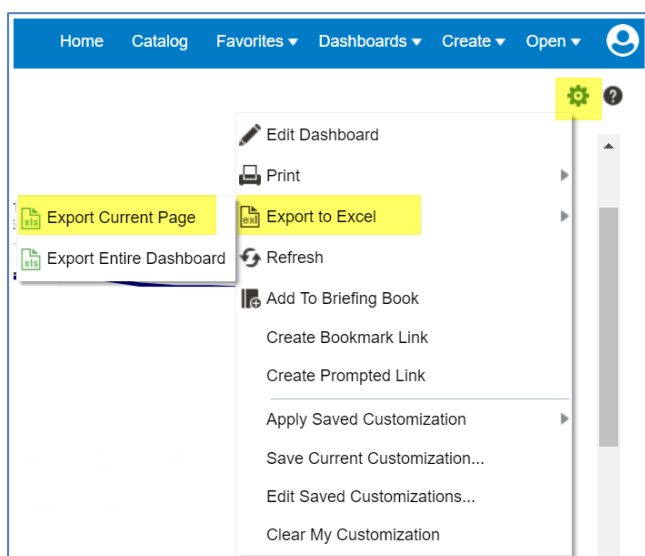 Home Catalog Favorites Dashboards Create Open
Edit Dashboard
Print
Export Current Page
Export to Excel
Export Entire Dashboard
Refresh
Add To Briefing Book
Create Bookmark Link
Create Prompted Link
Apply Saved Customization
Save Current Customization...
Edit Saved Customizations...
Clear My Customization